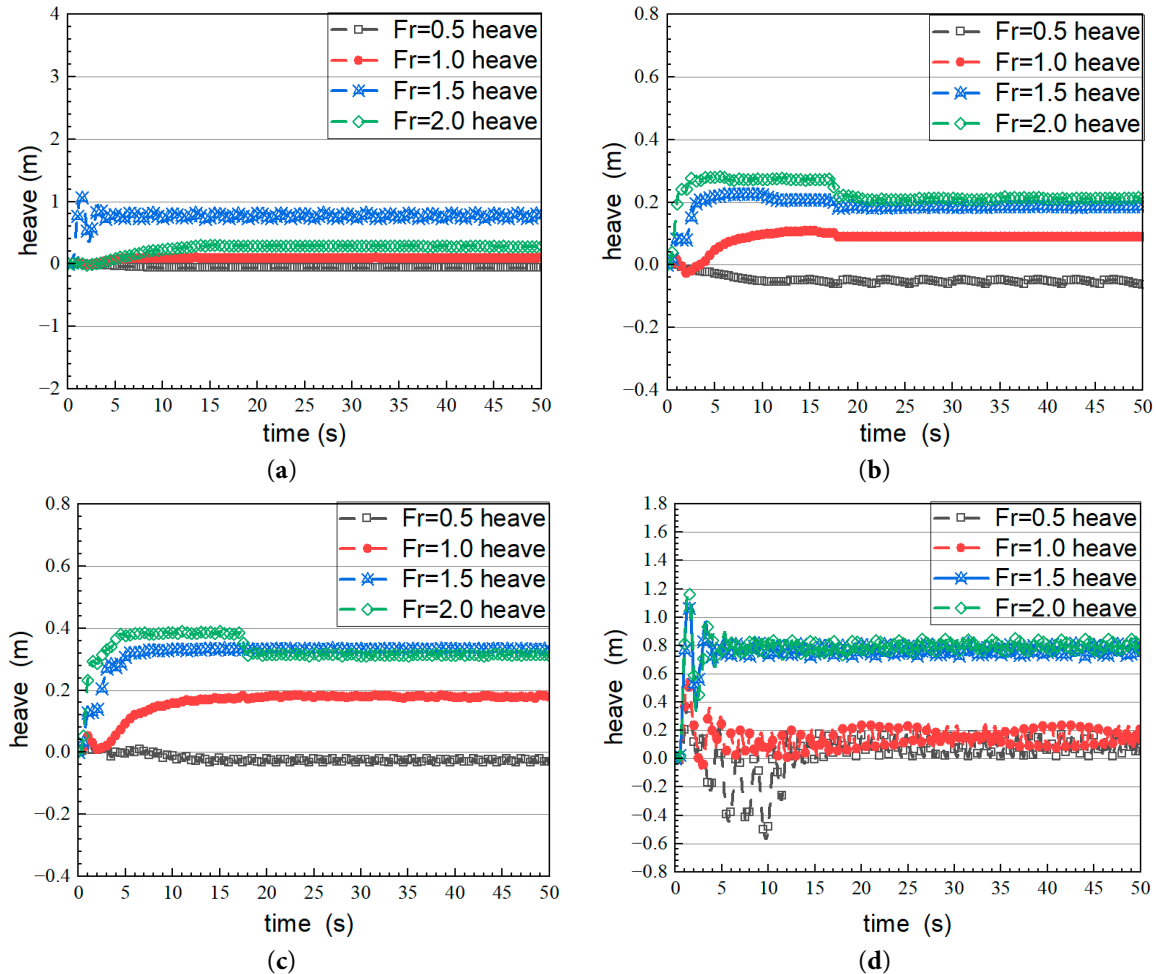 4
3
2
1
0
−1
−2
heave (m)
Fr=0.5 heave
Fr=1.0 heave
Fr=1.5 heave
Fr=2.0 heave
0 5 10 15 20 25 30 35 40 45 50
time (s)
(a)
0.8
0.6
0.4
0.2
0.0
−0.2
−0.4
heave (m)
Fr=0.5 heave
Fr=1.0 heave
Fr=1.5 heave
Fr=2.0 heave
0 5 10 15 20 25 30 35 40 45 50
time (s)
(b)
0.8
0.6
0.4
0.2
0.0
−0.2
−0.4
heave (m)
Fr=0.5 heave
Fr=1.0 heave
Fr=1.5 heave
Fr=2.0 heave
0 5 10 15 20 25 30 35 40 45 50
time (s)
(c)
1.8
1.6
1.4
1.2
1.0
0.8
0.6
0.4
0.2
0.0
−0.2
−0.4
−0.6
−0.8
heave (m)
Fr=0.5 heave
Fr=1.0 heave
Fr=1.5 heave
Fr=2.0 heave
0 5 10 15 20 25 30 35 40 45 50
time (s)
(d)